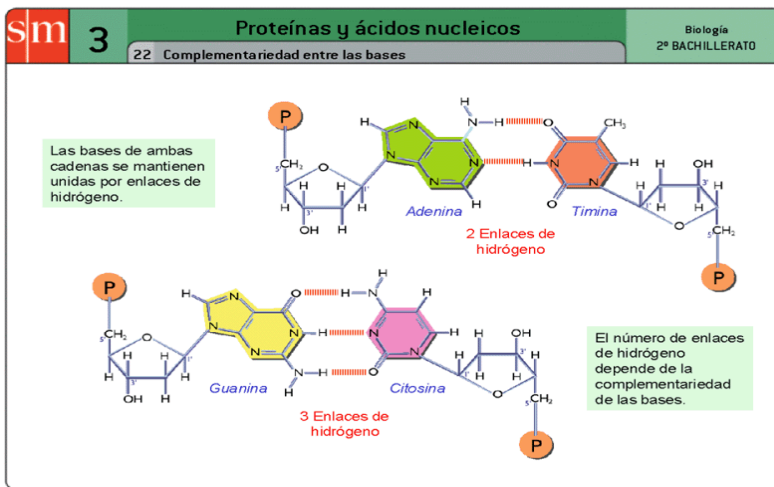 sm
3
Proteínas y ácidos nucleicos
Biología
2º BACHILLERATO
22 Complementariedad entre las bases
Las bases de ambas
cadenas se mantienen
unidas por enlaces de
hidrógeno.
P
5'
CH2
O
H
H
H
H
1'
3'
OH
H
H
N
N
N
N
H
N
H
H
Adenina
O
CH3
H
N
H
N
O
Timina
2 Enlaces de
hidrógeno
OH
H
H
3'
H
H
1'
H
O
5'
CH2
P
P
5'
CH2
O
H
H
H
H
1'
3'
OH
H
H
N
N
O
N
H
N
N
H
H
Guanina
H
H
N
H
N
H
N
O
Citosina
3 Enlaces de
hidrógeno
OH
H
H
3'
H
H
1'
H
O
5'
CH2
P
El número de enlaces
de hidrógeno
depende de la
complementariedad
de las bases.